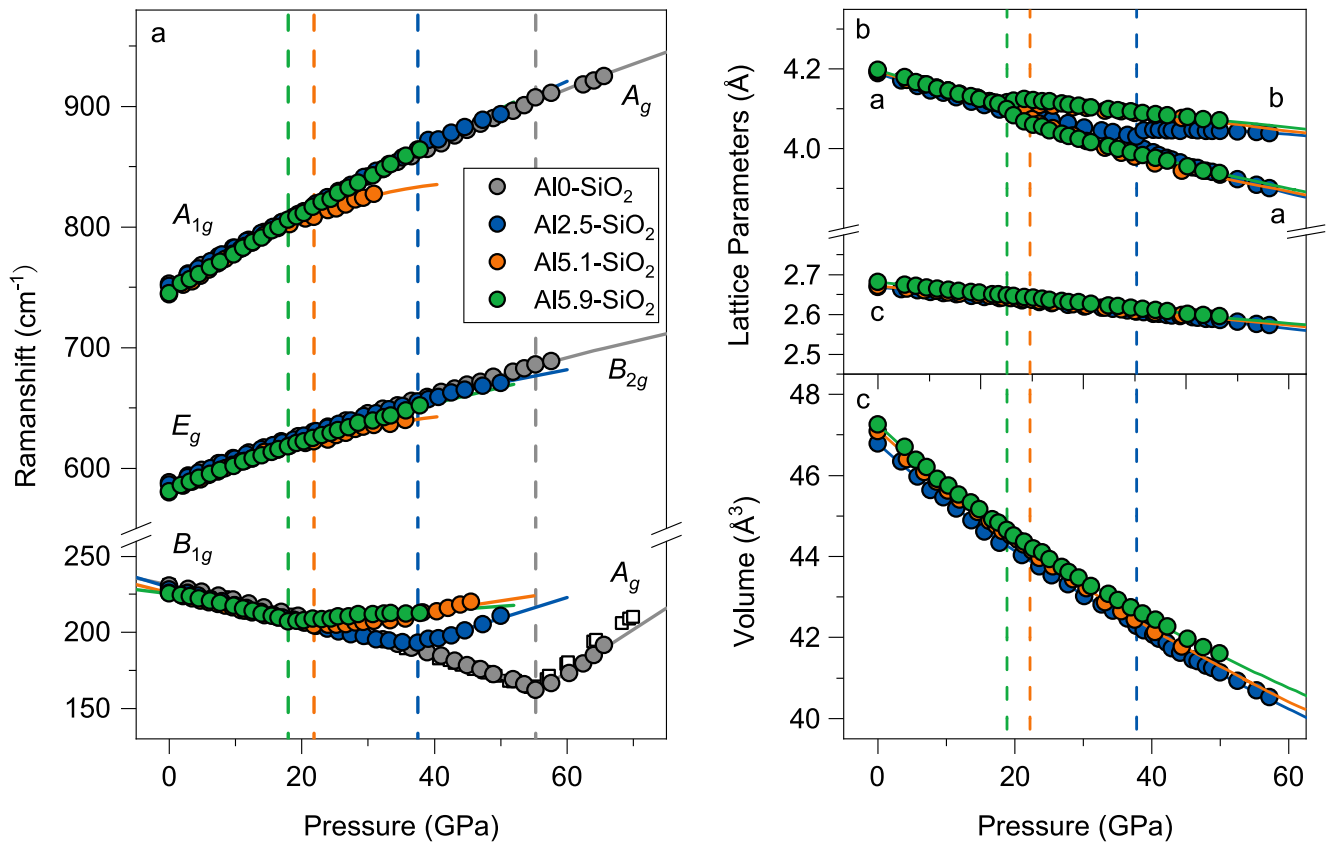 a
900
800
700
600
250
200
150
Ramanshift (cm⁻¹)
A₁g
Ag
Eg
B₂g
B₁g
Ag
Al0-SiO₂
Al2.5-SiO₂
Al5.1-SiO₂
Al5.9-SiO₂
0 20 40 60
Pressure (GPa)
b
4.2
4.0
2.7
2.6
2.5
Lattice Parameters (Å)
a
b
a
c
c
48
46
44
42
40
Volume (Å³)
0 20 40 60
Pressure (GPa)